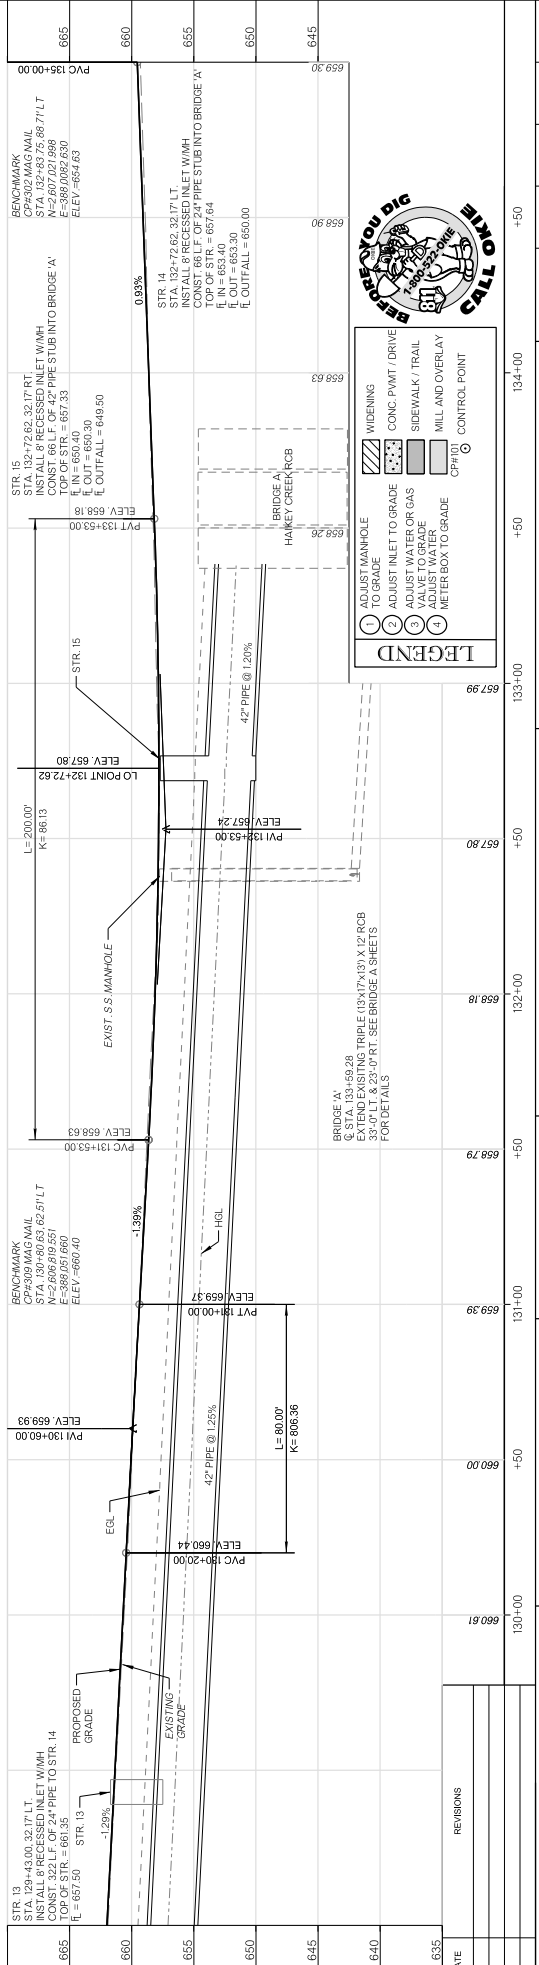 STR. 13
STA. 129+43.00, 32.17' LT.
INSTALL 8' RECESSED INLET W/MH
CONST. 322 L.F. OF 24" PIPE TO STR. 14
TOP OF STR. = 661.35
FL = 657.50
STR. 13
-1.29%
PROPOSED
GRADE
EXISTING
GRADE
EGL
PVC 130+20.00
ELEV. 660.44
PVI 130+60.00
ELEV. 659.93
42" PIPE @ 1.25%
L= 80.00'
K= 806.36
PVT 131+00.00
ELEV. 659.37
HGL
BENCHMARK
CP#309 MAG NAIL
STA. 130+80.63, 62.51' LT
N=2,606,819.551
E=388,051.660
ELEV.=660.40
-1.39%
PVC 131+53.00
ELEV. 658.63
EXIST. S.S. MANHOLE
L= 200.00'
K= 86.13
PVI 132+53.00
ELEV. 657.24
LO POINT 132+72.62
ELEV. 657.80
STR. 15
42" PIPE @ 1.20%
BRIDGE 'A'
℄ STA. 133+59.28
EXTEND EXISITNG TRIPLE (13'x17'x13') X 12' RCB
33'-0" LT. & 23'-0" RT. SEE BRIDGE A SHEETS
FOR DETAILS
PVT 133+53.00
ELEV. 658.18
STR. 15
STA. 132+72.62, 32.17' RT.
INSTALL 8' RECESSED INLET W/MH
CONST. 66 L.F. OF 42" PIPE STUB INTO BRIDGE 'A'
TOP OF STR. = 657.33
FL IN = 650.40
FL OUT = 650.30
FL OUTFALL = 649.50
BRIDGE A
HAIKEY CREEK RCB
0.93%
BENCHMARK
CP#302 MAG NAIL
STA. 132+83.75, 88.71' LT
N=2,607,021.998
E=388,0082.630
ELEV.=654.63
STR. 14
STA. 132+72.62, 32.17' LT.
INSTALL 8' RECESSED INLET W/MH
CONST. 66 L.F. OF 24" PIPE STUB INTO BRIDGE 'A'
TOP OF STR. = 657.64
FL IN = 653.40
FL OUT = 653.30
FL OUTFALL = 650.00
PVC 135+00.00
665
660
655
650
645
640
635
665
660
655
650
645
660.61
660.00
659.39
658.79
658.18
657.80
657.99
658.26
658.63
658.90
659.30
130+00
+50
131+00
+50
132+00
+50
133+00
+50
134+00
+50
LEGEND
1 ADJUST MANHOLE
TO GRADE
2 ADJUST INLET TO GRADE
3 ADJUST WATER OR GAS
VALVE TO GRADE
4 ADJUST WATER
METER BOX TO GRADE
WIDENING
CONC. PVMT / DRIVE
SIDEWALK / TRAIL
MILL AND OVERLAY
CP#101
CONTROL POINT
BEFORE YOU DIG
1-800-522-OKIE
811
CALL OKIE
REVISIONS